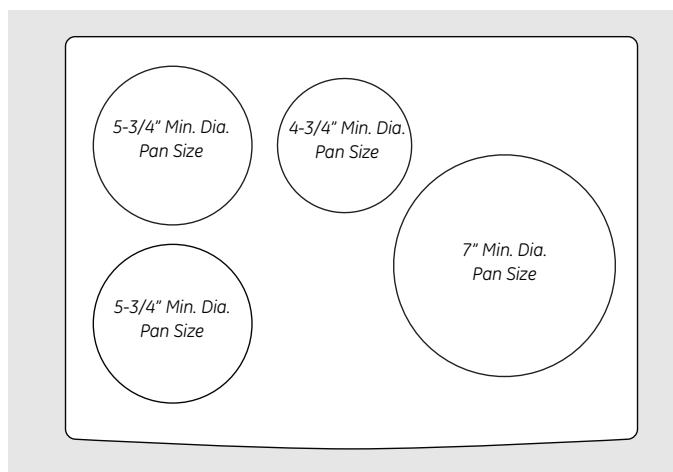 5-3/4" Min. Dia.
Pan Size
4-3/4" Min. Dia.
Pan Size
7" Min. Dia.
Pan Size
5-3/4" Min. Dia.
Pan Size